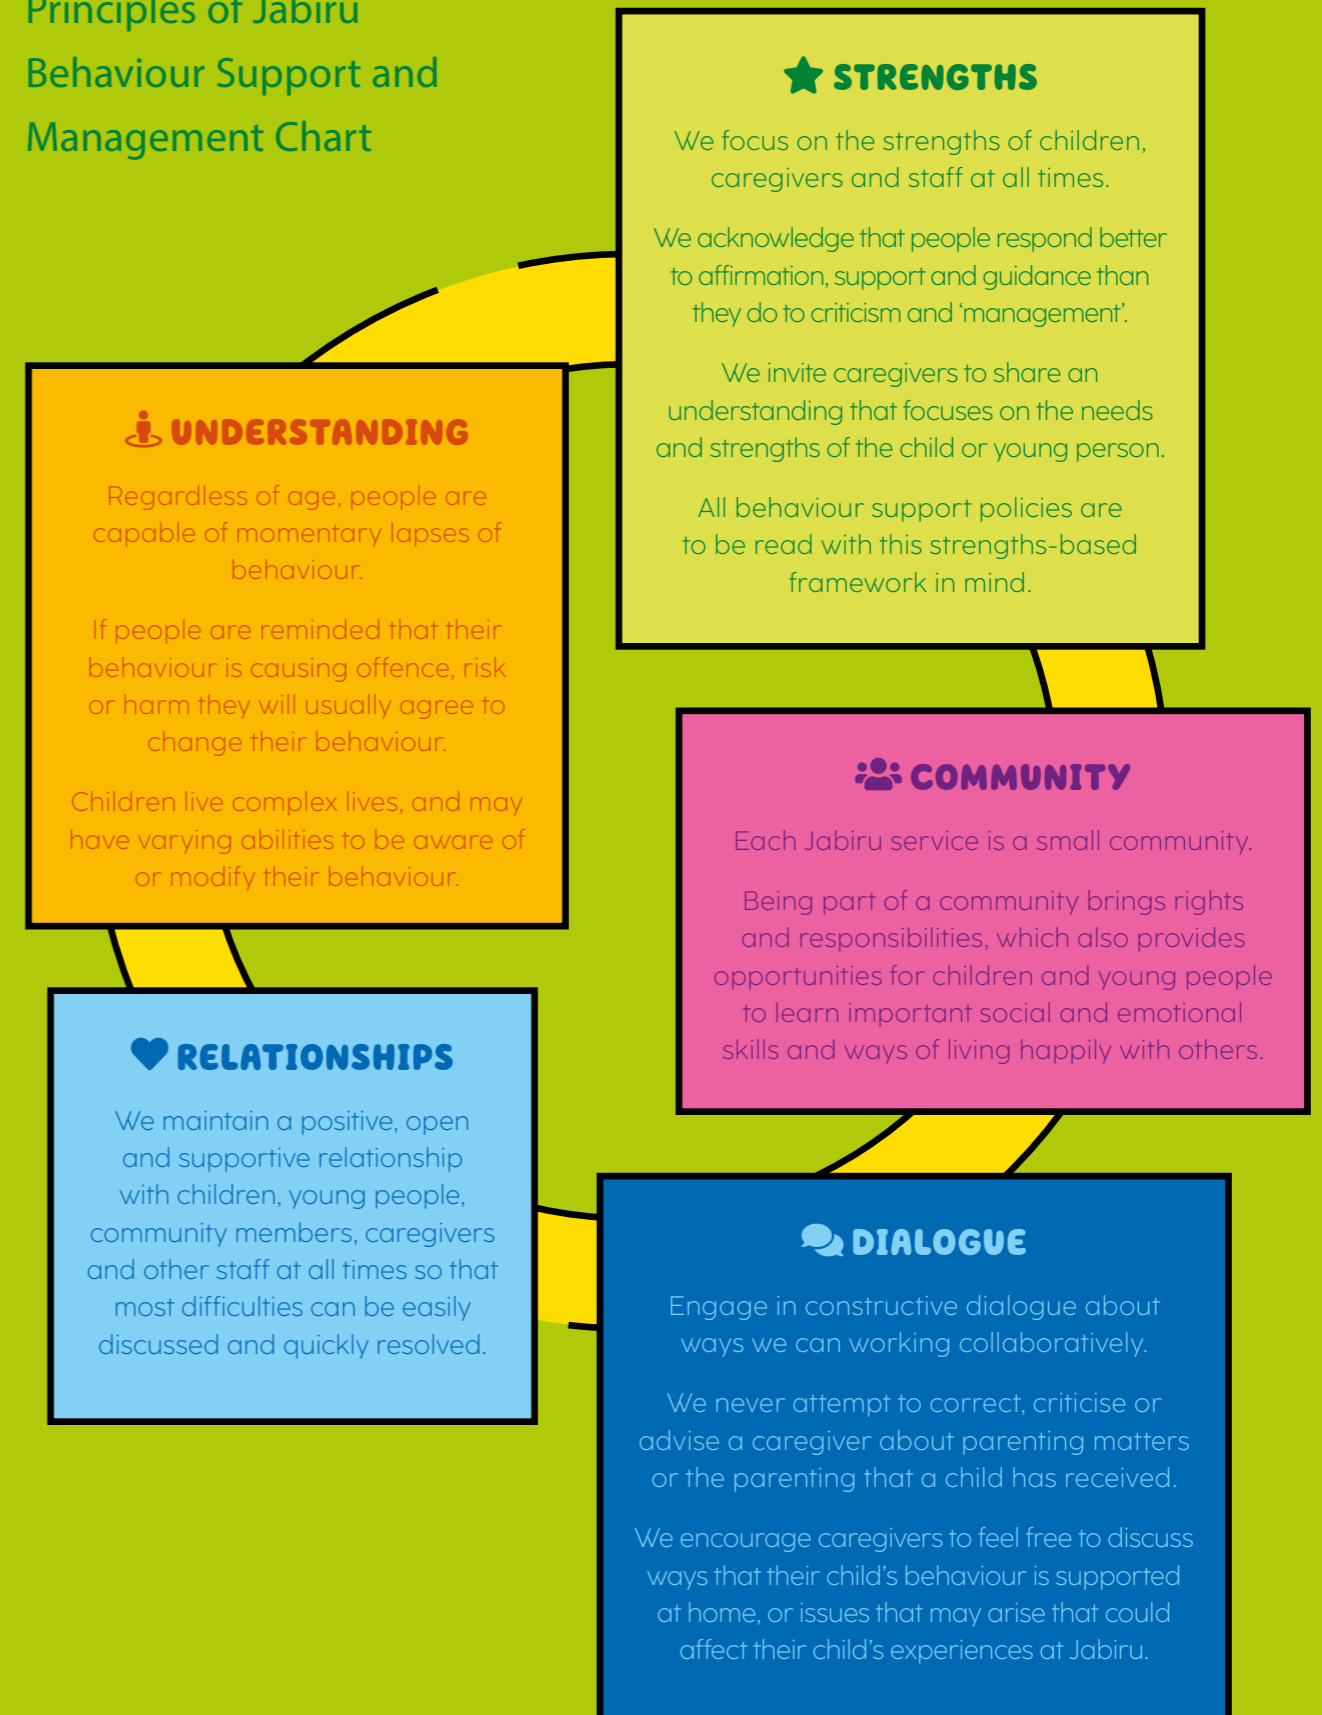 Principles of Jabiru
Behaviour Support and
Management Chart
STRENGTHS
We focus on the strengths of children,
caregivers and staff at all times.
We acknowledge that people respond better
to affirmation, support and guidance than
they do to criticism and ‘management’.
We invite caregivers to share an
understanding that focuses on the needs
and strengths of the child or young person.
All behaviour support policies are
to be read with this strengths-based
framework in mind.
UNDERSTANDING
Regardless of age, people are
capable of momentary lapses of
behaviour.
If people are reminded that their
behaviour is causing offence, risk
or harm they will usually agree to
change their behaviour.
Children live complex lives, and may
have varying abilities to be aware of
or modify their behaviour.
COMMUNITY
Each Jabiru service is a small community.
Being part of a community brings rights
and responsibilities, which also provides
opportunities for children and young people
to learn important social and emotional
skills and ways of living happily with others.
RELATIONSHIPS
We maintain a positive, open
and supportive relationship
with children, young people,
community members, caregivers
and other staff at all times so that
most difficulties can be easily
discussed and quickly resolved.
DIALOGUE
Engage in constructive dialogue about
ways we can working collaboratively.
We never attempt to correct, criticise or
advise a caregiver about parenting matters
or the parenting that a child has received.
We encourage caregivers to feel free to discuss
ways that their child’s behaviour is supported
at home, or issues that may arise that could
affect their child’s experiences at Jabiru.